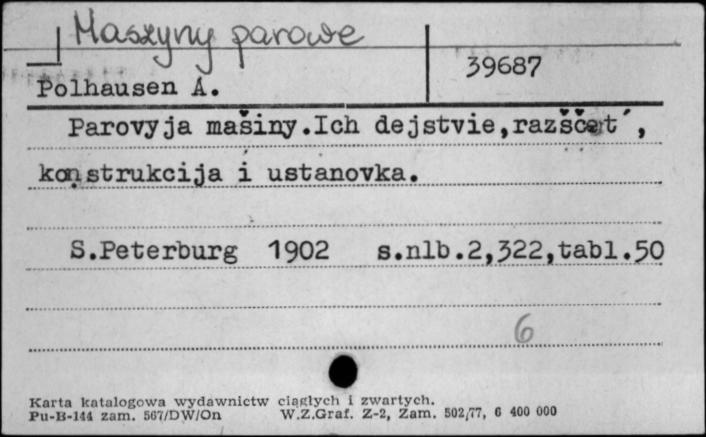 Maszyny parowe
39687
Polhausen A.
Parovyja mašiny.Ich dejstvie,razščet´,
konstrukcija i ustanovka.
S.Peterburg 1902 s.nlb.2,322,tabl.50
6
Karta katalogowa wydawnictw ciągłych i zwartych.
Pu-B-144 zam. 567/DW/On W.Z.Graf. Z-2, Zam. 502/77, 6 400 000